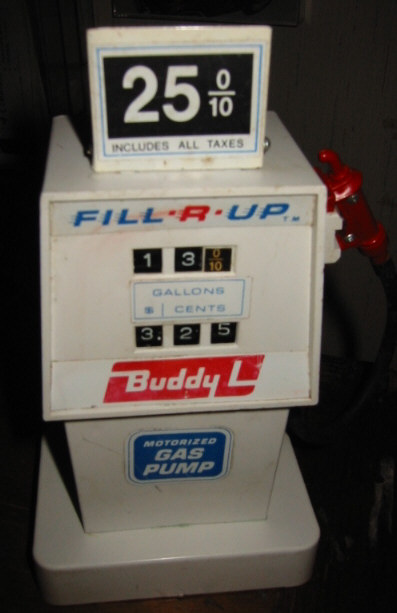 25 0/10
INCLUDES ALL TAXES
FILL·R·UP™
1 3 0/10
GALLONS
$ | CENTS
3. 2 5
Buddy L
MOTORIZED
GAS
PUMP